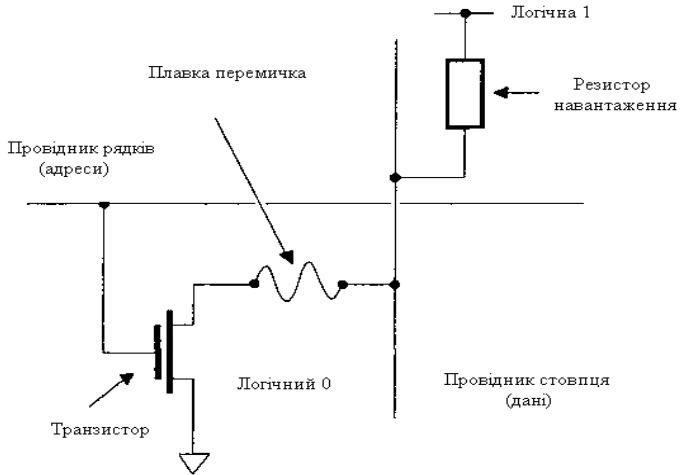 Логічна 1
Плавка перемичка
Резистор
навантаження
Провідник рядків
(адреси)
Логічний 0
Провідник стовпця
(дані)
Транзистор